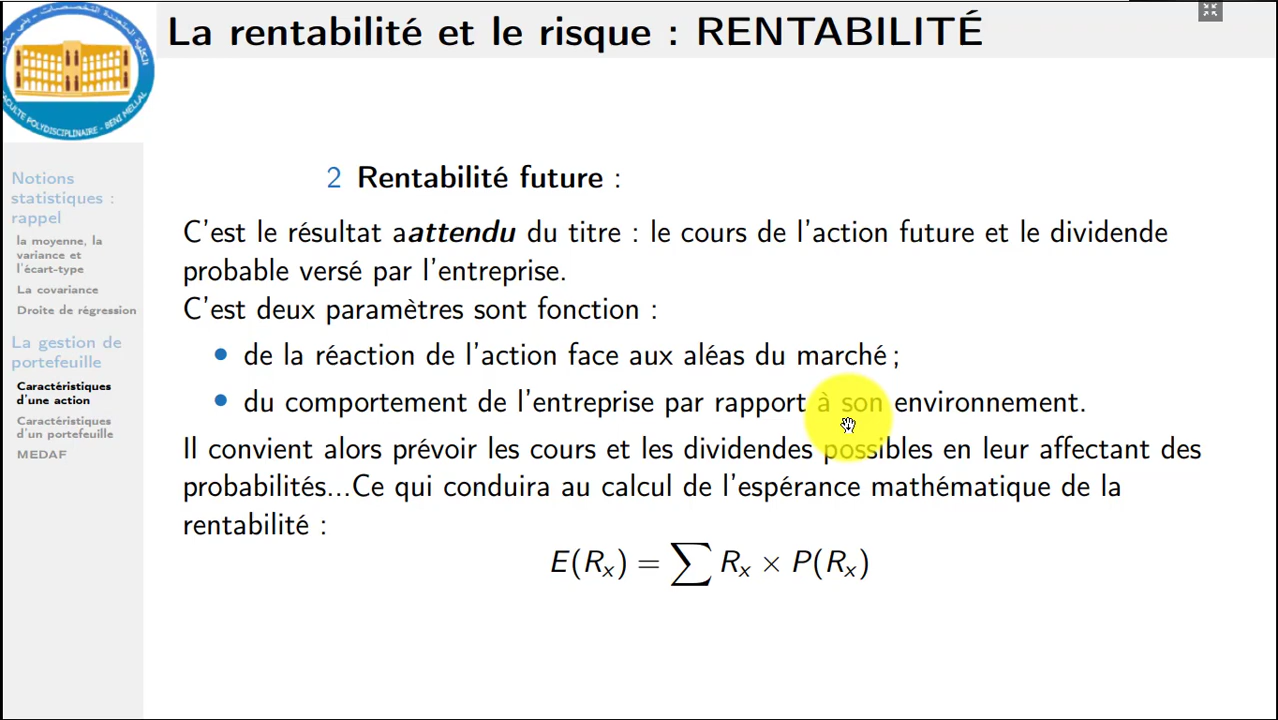 La rentabilité et le risque : RENTABILITÉ
FACULTE POLYDISCIPLINAIRE - BENI MELLAL
Notions
statistiques :
rappel
la moyenne, la
variance et
l'écart-type
La covariance
Droite de régression
La gestion de
portefeuille
Caractéristiques
d'une action
Caractéristiques
d'un portefeuille
MEDAF
2 Rentabilité future :
C'est le résultat aattendu du titre : le cours de l'action future et le dividende
probable versé par l'entreprise.
C'est deux paramètres sont fonction :
• de la réaction de l'action face aux aléas du marché ;
• du comportement de l'entreprise par rapport à son environnement.
Il convient alors prévoir les cours et les dividendes possibles en leur affectant des
probabilités...Ce qui conduira au calcul de l'espérance mathématique de la
rentabilité :
E(Rₓ) = ∑ Rₓ × P(Rₓ)